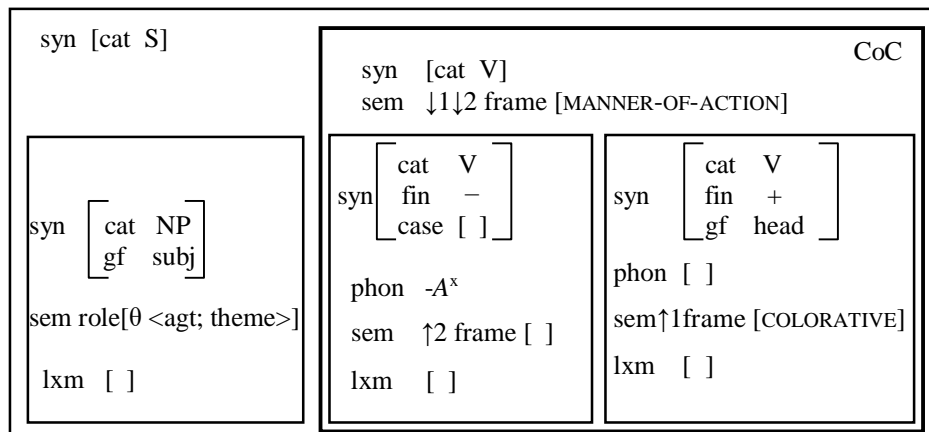 syn [cat S]
CoC
syn [cat V]
sem ↓1↓2 frame [MANNER-OF-ACTION]
syn
cat NP
gf subj
sem role[θ <agt; theme>]
lxm [ ]
syn
cat V
fin −
case [ ]
phon -Aˣ
sem ↑2 frame [ ]
lxm [ ]
syn
cat V
fin +
gf head
phon [ ]
sem↑1frame [COLORATIVE]
lxm [ ]